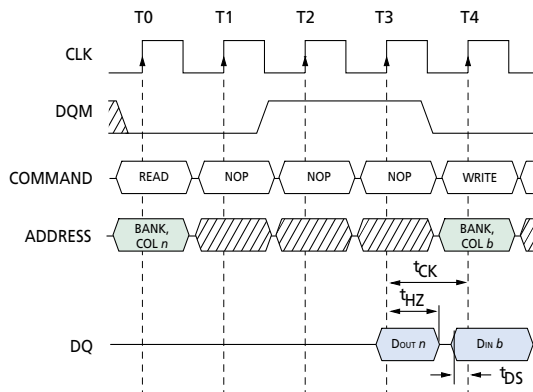 T0 T1 T2 T3 T4
CLK
DQM
COMMAND READ NOP NOP NOP WRITE
ADDRESS BANK, COL n BANK, COL b
tCK
tHZ
DQ DOUT n DIN b
tDS